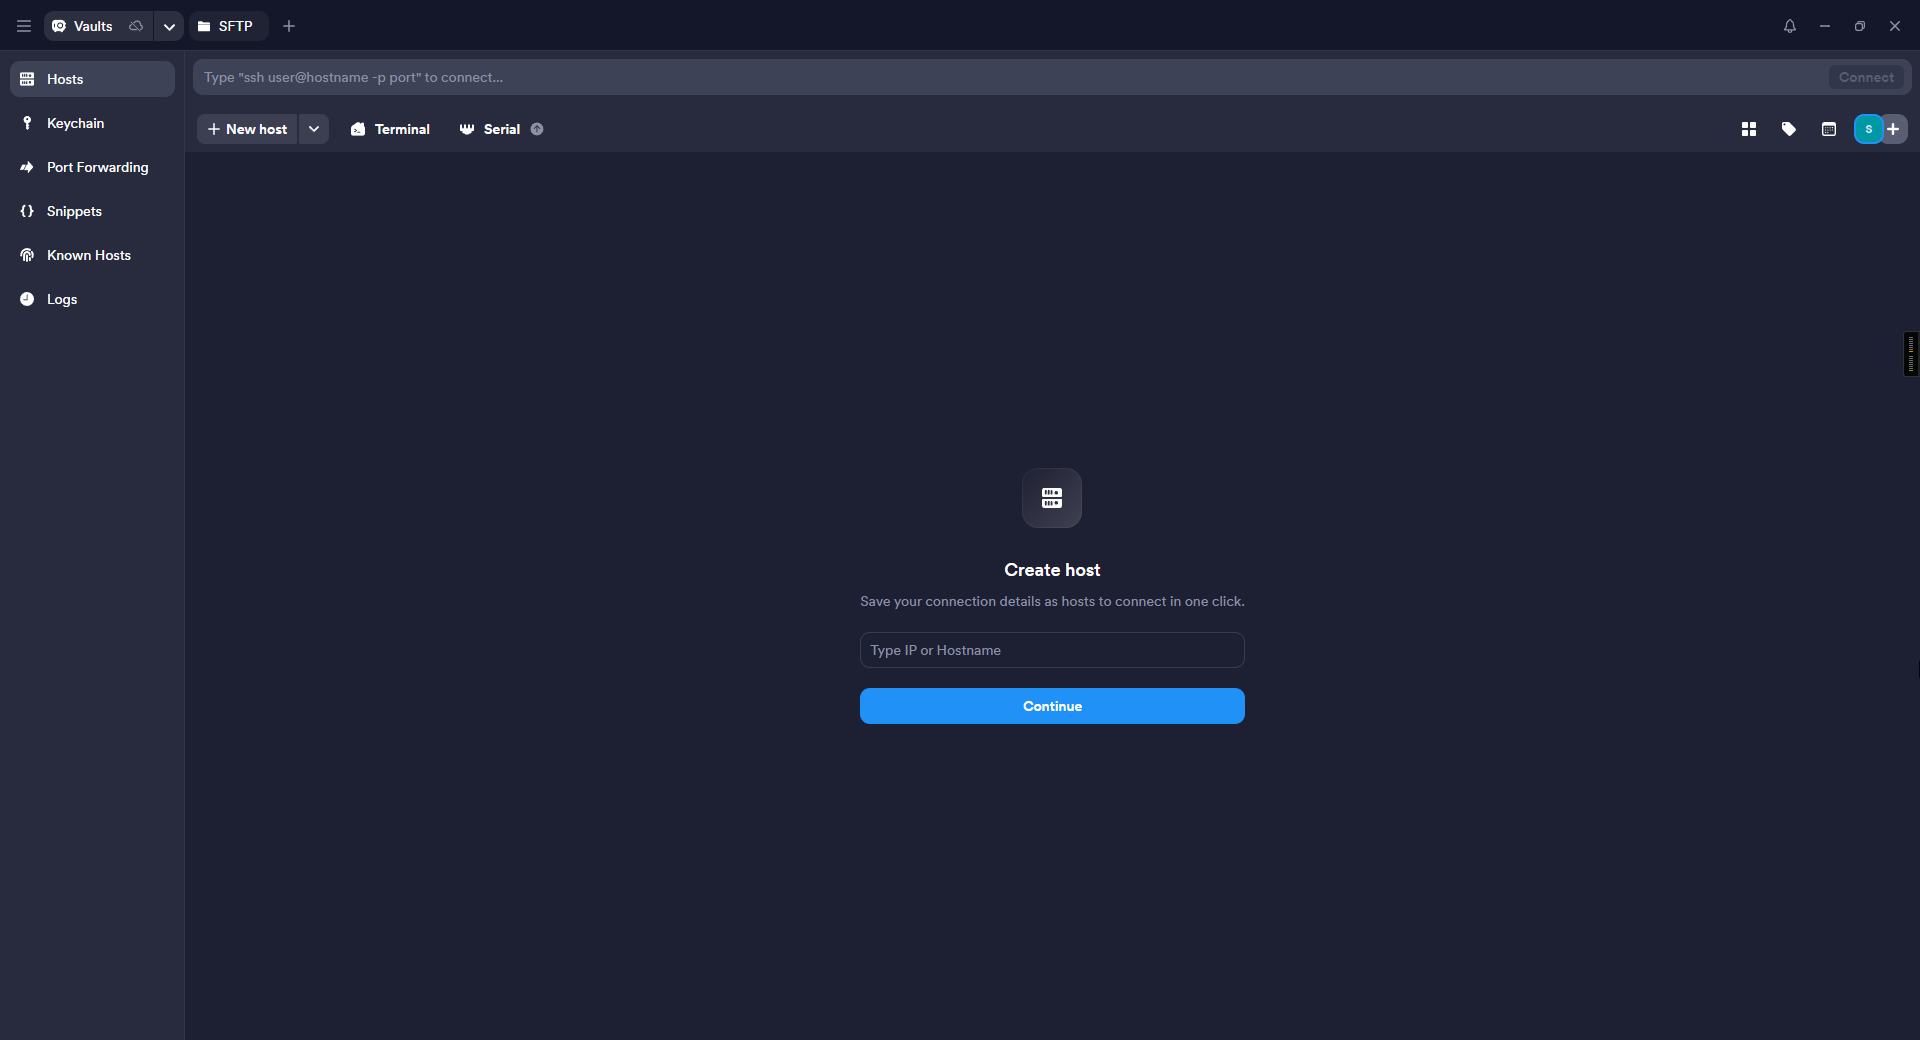 Vaults
SFTP
Hosts
Keychain
Port Forwarding
Snippets
Known Hosts
Logs
Type "ssh user@hostname -p port" to connect...
Connect
New host
Terminal
Serial
S
Create host
Save your connection details as hosts to connect in one click.
Type IP or Hostname
Continue